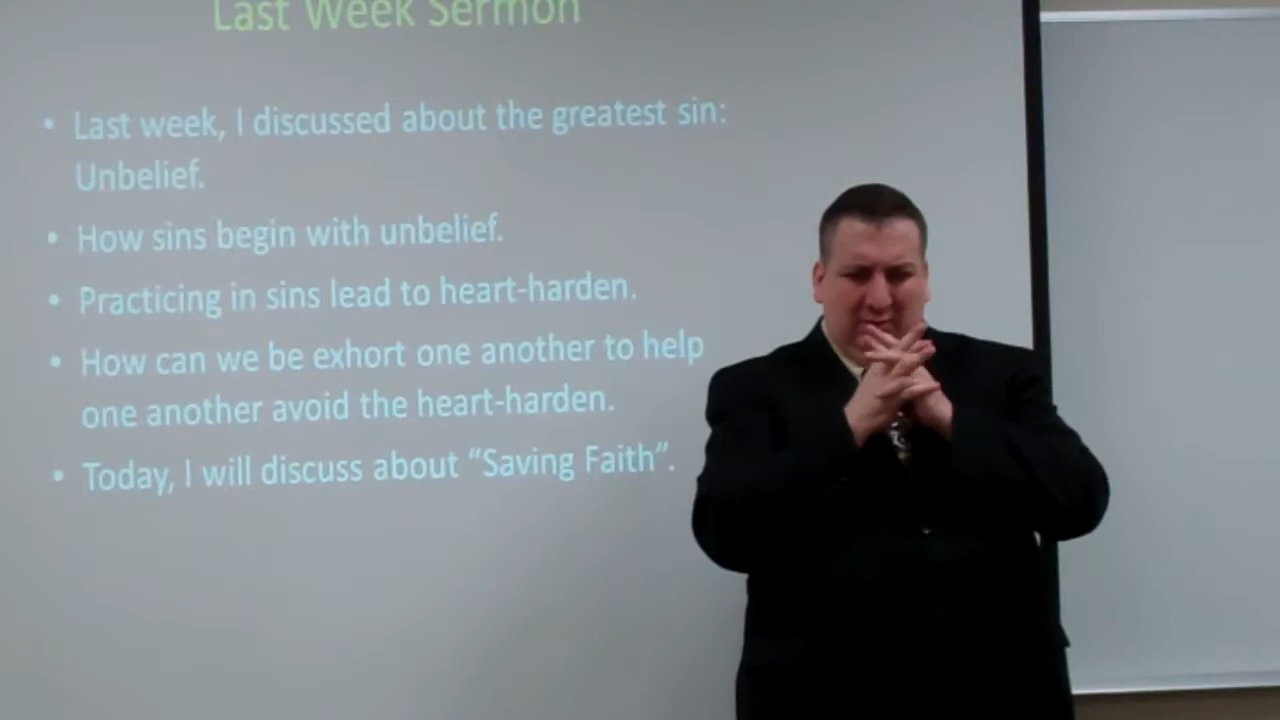 Last Week Sermon
• Last week, I discussed about the greatest sin:
Unbelief.
• How sins begin with unbelief.
• Practicing in sins lead to heart-harden.
• How can we be exhort one another to help
one another avoid the heart-harden.
• Today, I will discuss about “Saving Faith”.